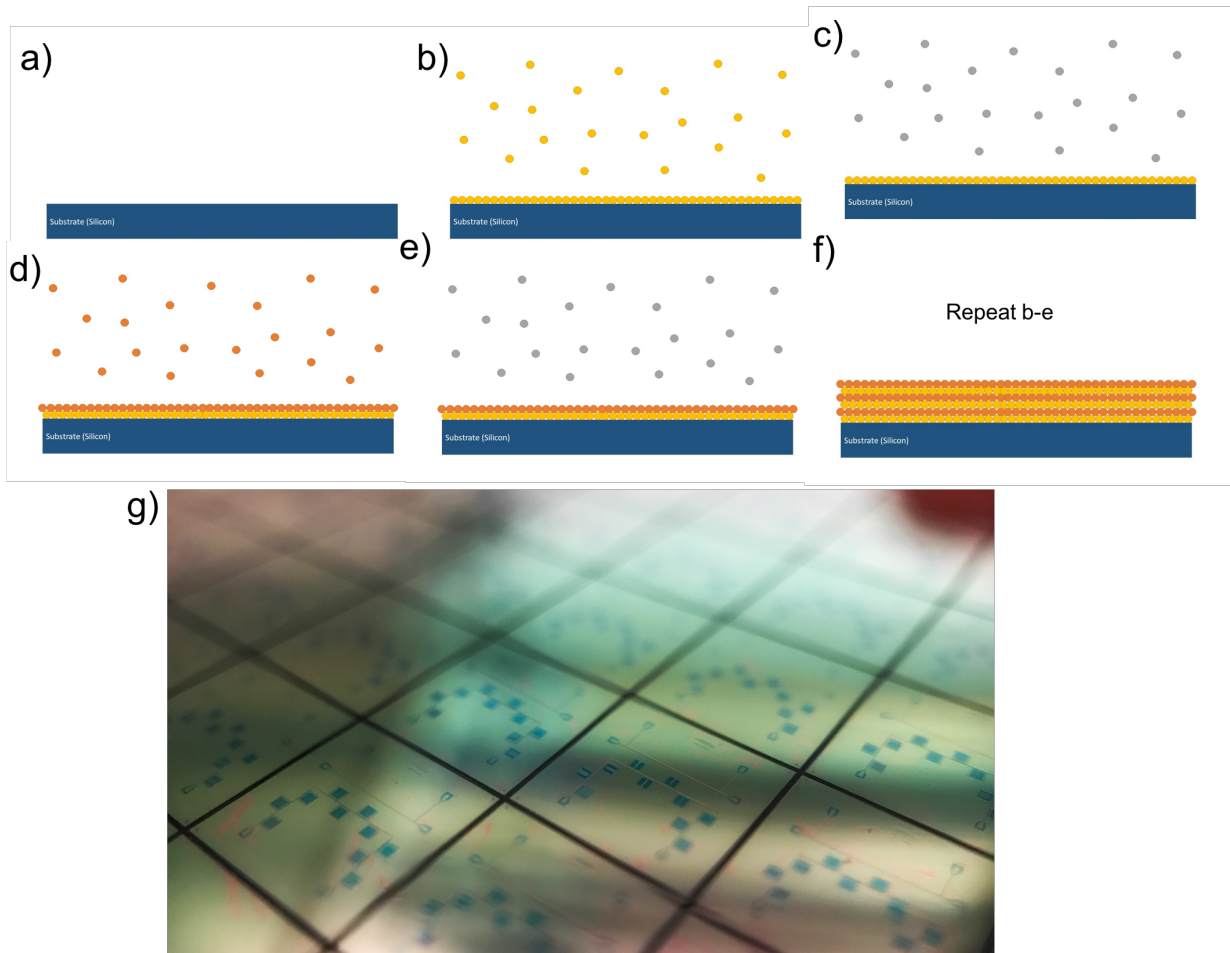 a)
b)
c)
Substrate (Silicon)
Substrate (Silicon)
Substrate (Silicon)
d)
e)
f)
Repeat b-e
Substrate (Silicon)
Substrate (Silicon)
Substrate (Silicon)
g)